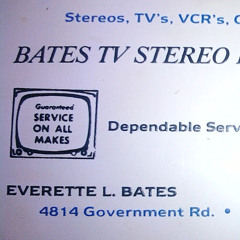 Stereos, TV's, VCR's,
BATES TV STEREO
Guaranteed
SERVICE
ON ALL
MAKES
Dependable Serv
EVERETTE L. BATES
4814 Government Rd. •